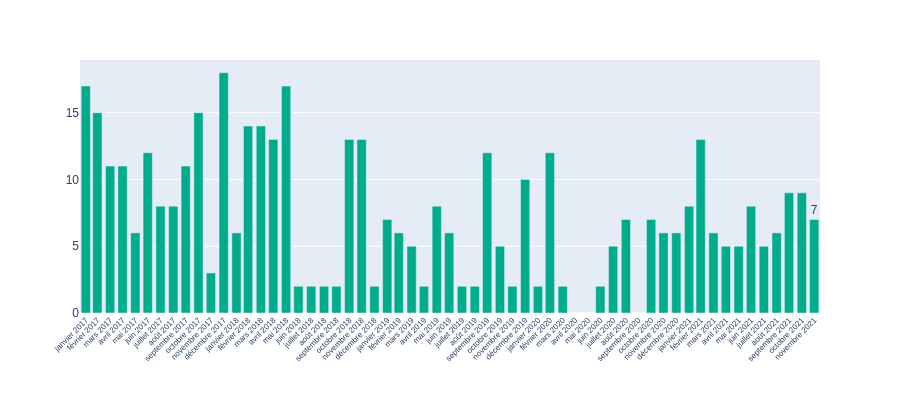 15
10
5
0
7
janvier 2017
février 2017
mars 2017
avril 2017
mai 2017
juin 2017
juillet 2017
août 2017
septembre 2017
octobre 2017
novembre 2017
décembre 2017
janvier 2018
février 2018
mars 2018
avril 2018
mai 2018
juin 2018
juillet 2018
août 2018
septembre 2018
octobre 2018
novembre 2018
décembre 2018
janvier 2019
février 2019
mars 2019
avril 2019
mai 2019
juin 2019
juillet 2019
août 2019
septembre 2019
octobre 2019
novembre 2019
décembre 2019
janvier 2020
février 2020
mars 2020
avril 2020
mai 2020
juin 2020
juillet 2020
août 2020
septembre 2020
octobre 2020
novembre 2020
décembre 2020
janvier 2021
février 2021
mars 2021
avril 2021
mai 2021
juin 2021
juillet 2021
août 2021
septembre 2021
octobre 2021
novembre 2021